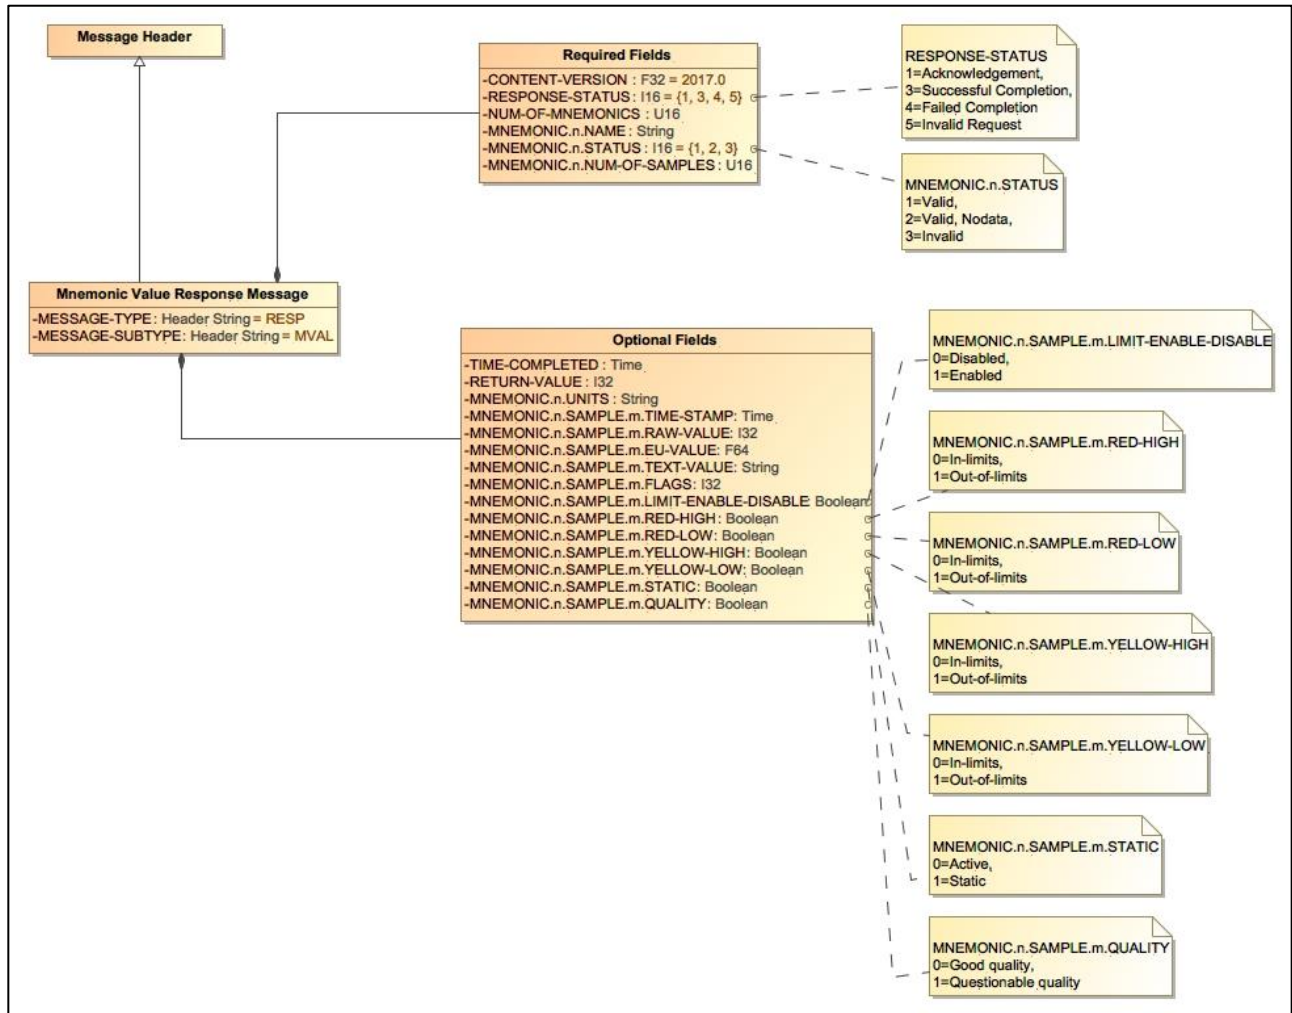 Message Header
Required Fields
-CONTENT-VERSION : F32 = 2017.0
-RESPONSE-STATUS: I16 = {1, 3, 4, 5}
-NUM-OF-MNEMONICS : U16
-MNEMONIC.n.NAME : String
-MNEMONIC.n.STATUS : I16 = {1, 2, 3}
-MNEMONIC.n.NUM-OF-SAMPLES : U16
RESPONSE-STATUS
1=Acknowledgement,
3=Successful Completion,
4=Failed Completion
5=Invalid Request
MNEMONIC.n.STATUS
1=Valid,
2=Valid, Nodata,
3=Invalid
Mnemonic Value Response Message
-MESSAGE-TYPE : Header String = RESP
-MESSAGE-SUBTYPE: Header String = MVAL
Optional Fields
-TIME-COMPLETED : Time
-RETURN-VALUE : I32
-MNEMONIC.n.UNITS : String
-MNEMONIC.n.SAMPLE.m.TIME-STAMP: Time
-MNEMONIC.n.SAMPLE.m.RAW-VALUE: I32
-MNEMONIC.n.SAMPLE.m.EU-VALUE: F64
-MNEMONIC.n.SAMPLE.m.TEXT-VALUE: String
-MNEMONIC.n.SAMPLE.m.FLAGS: I32
-MNEMONIC.n.SAMPLE.m.LIMIT-ENABLE-DISABLE: Boolean
-MNEMONIC.n.SAMPLE.m.RED-HIGH: Boolean
-MNEMONIC.n.SAMPLE.m.RED-LOW: Boolean
-MNEMONIC.n.SAMPLE.m.YELLOW-HIGH: Boolean
-MNEMONIC.n.SAMPLE.m.YELLOW-LOW: Boolean
-MNEMONIC.n.SAMPLE.m.STATIC: Boolean
-MNEMONIC.n.SAMPLE.m.QUALITY: Boolean
MNEMONIC.n.SAMPLE.m.LIMIT-ENABLE-DISABLE
0=Disabled,
1=Enabled
MNEMONIC.n.SAMPLE.m.RED-HIGH
0=In-limits,
1=Out-of-limits
MNEMONIC.n.SAMPLE.m.RED-LOW
0=In-limits,
1=Out-of-limits
MNEMONIC.n.SAMPLE.m.YELLOW-HIGH
0=In-limits,
1=Out-of-limits
MNEMONIC.n.SAMPLE.m.YELLOW-LOW
0=In-limits,
1=Out-of-limits
MNEMONIC.n.SAMPLE.m.STATIC
0=Active,
1=Static
MNEMONIC.n.SAMPLE.m.QUALITY
0=Good quality,
1=Questionable quality